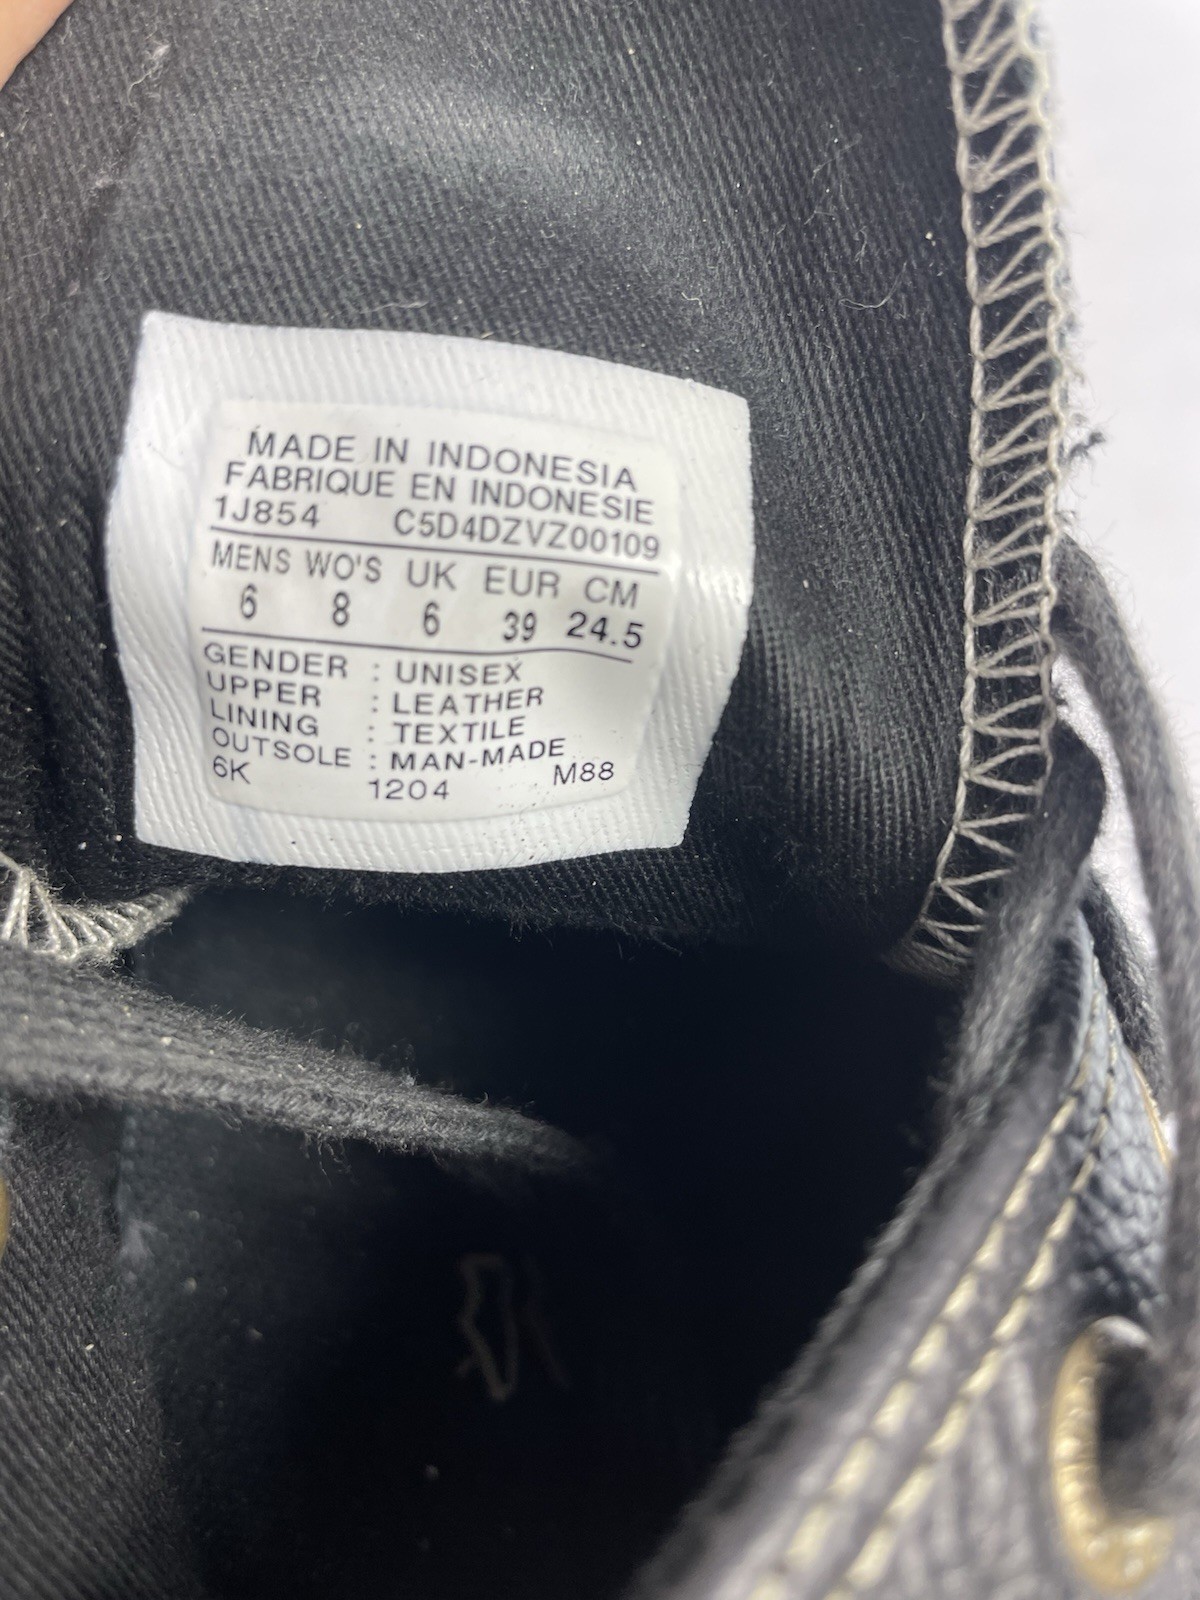 MADE IN INDONESIA
FABRIQUE EN INDONESIE
1J854 C5D4DZVZ00109
MENS WO'S UK EUR CM
6 8 6 39 24.5
GENDER : UNISEX
UPPER : LEATHER
LINING : TEXTILE
OUTSOLE : MAN-MADE
6K 1204 M88